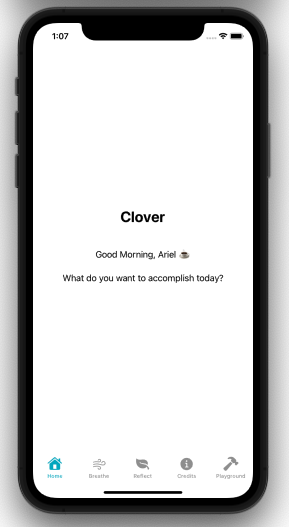 1:07
Clover
Good Morning, Ariel ☕
What do you want to accomplish today?
Home Breathe Reflect Credits Playground